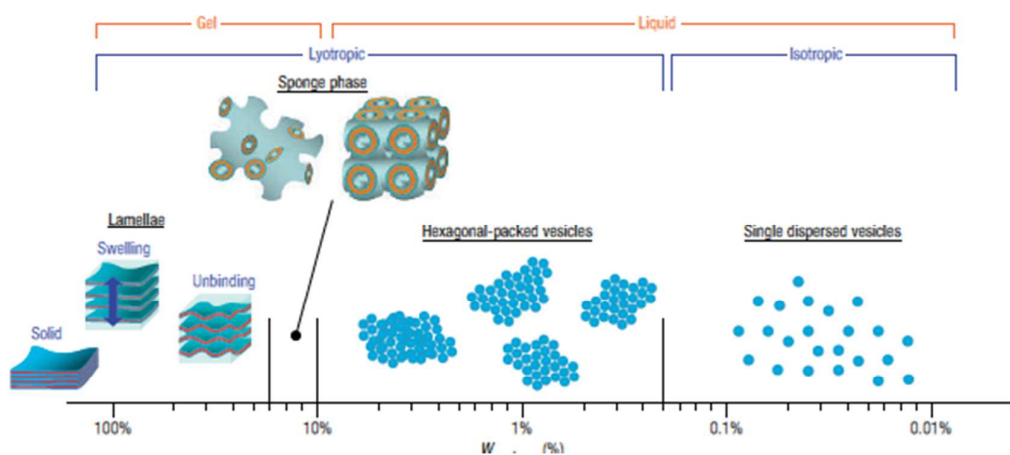 Gel
Liquid
Lyotropic
Isotropic
Sponge phase
Lamellae
Swelling
Unbinding
Solid
Hexagonal-packed vesicles
Single dispersed vesicles
100%
10%
1%
0.1%
0.01%
W (%)